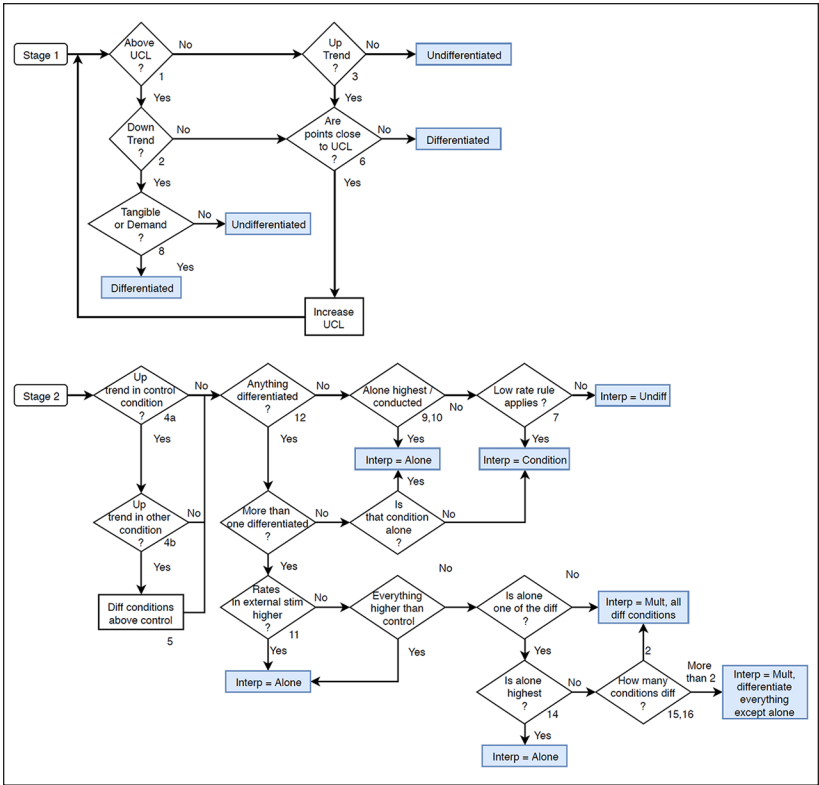 Stage 1
Above
UCL
?
1
No
Yes
Up
Trend
?
3
No
Yes
Undifferentiated
Down
Trend
?
2
No
Yes
Are
points close
to UCL
?
6
No
Yes
Differentiated
Tangible
or Demand
?
8
No
Yes
Undifferentiated
Differentiated
Increase
UCL
Stage 2
Up
trend in control
condition
?
4a
No
Yes
Anything
differentiated
?
12
No
Yes
Alone highest /
conducted
9,10
No
Yes
Low rate rule
applies ?
7
No
Yes
Interp = Undiff
Interp = Alone
Interp = Condition
Up
trend in other
condition
?
4b
No
Yes
More than
one differentiated
?
No
Yes
Is
that condition
alone
?
Yes
No
Diff conditions
above control
5
Rates
in external stim
higher
?
11
No
Yes
Everything
higher than
control
No
Yes
Is alone
one of the diff
?
No
Yes
Interp = Mult, all
diff conditions
Interp = Alone
Is alone
highest
?
14
No
Yes
How many
conditions diff
?
15,16
2
More
than 2
Interp = Mult,
differentiate
everything
except alone
Interp = Alone